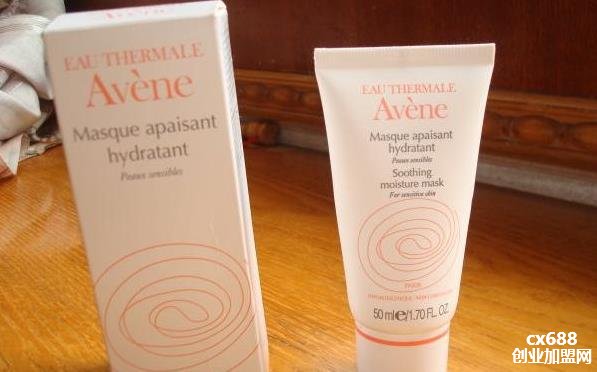 EAU THERMALE
Avène
Masque apaisant
hydratant
Peaux sensibles
EAU THERMALE
Avène
Masque apaisant
hydratant
Peaux sensibles
Soothing
moisture mask
For sensitive skin
PARIS
50 ml e/1.70 FL. OZ.
cx688
创业加盟网